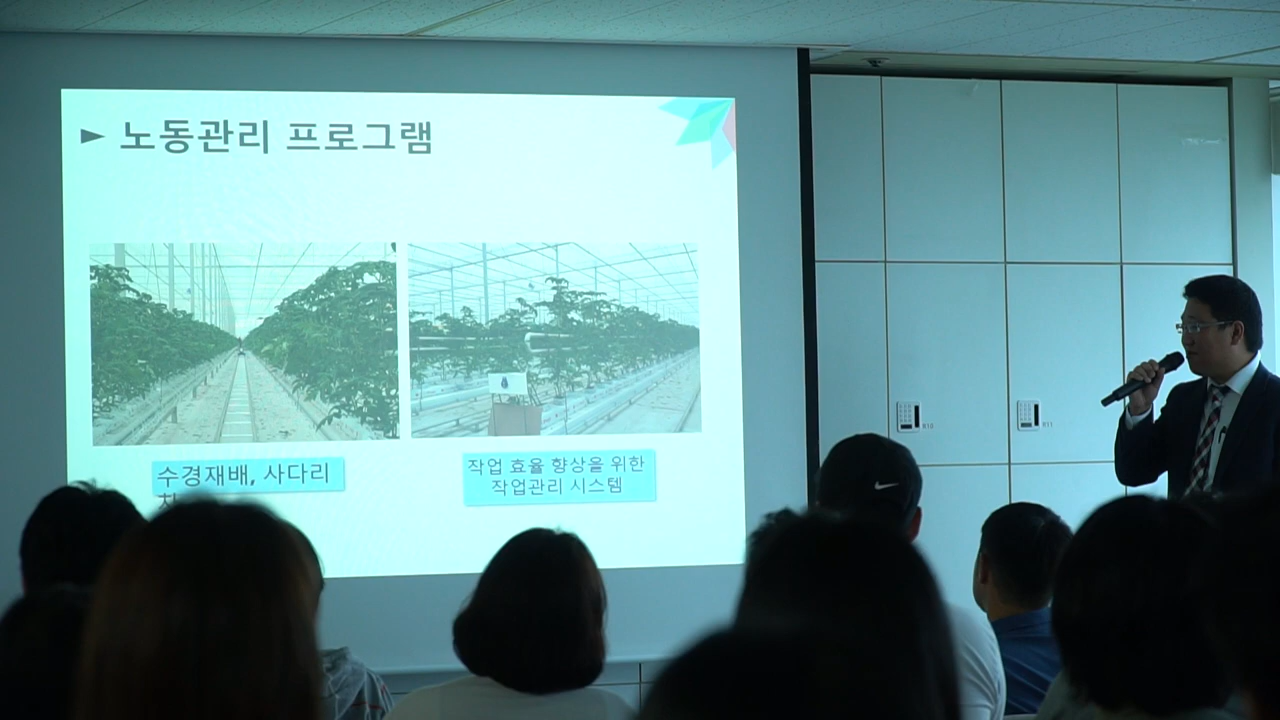 ► 노동관리 프로그램
수경재배, 사다리
작업 효율 향상을 위한
작업관리 시스템